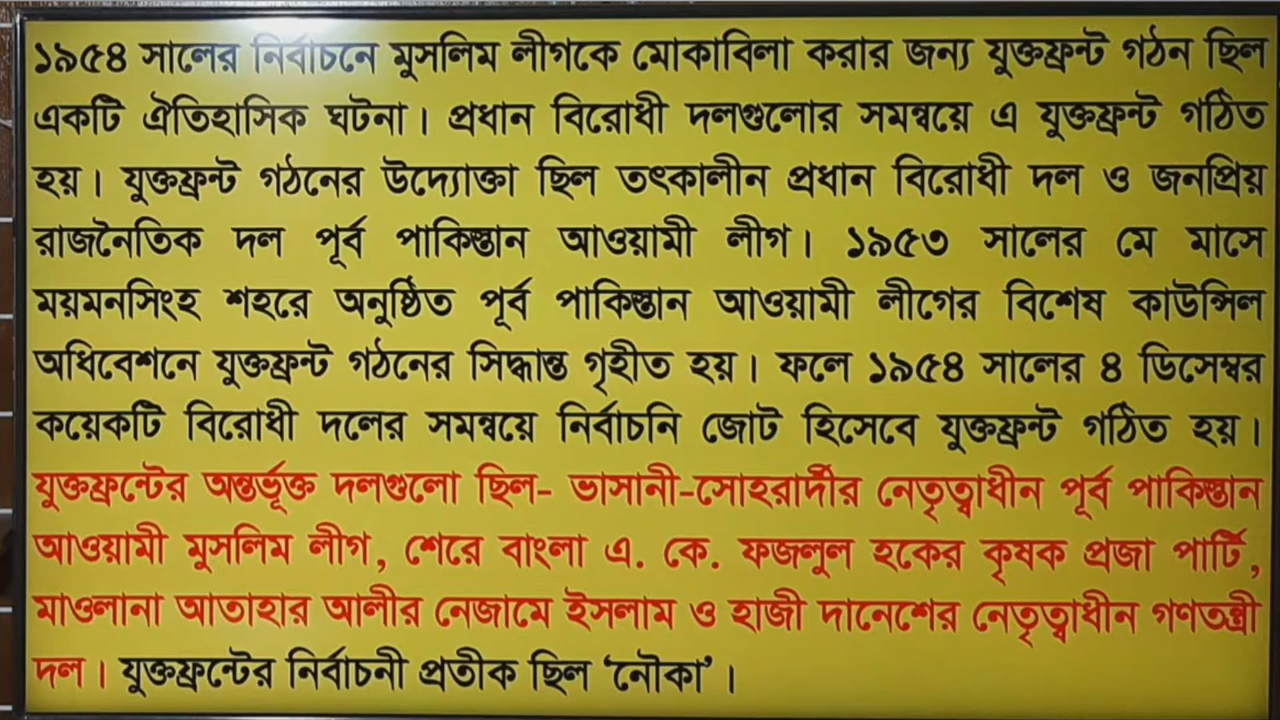 ১৯৫৪ সালের নির্বাচনে মুসলিম লীগকে মোকাবিলা করার জন্য যুক্তফ্রন্ট গঠন ছিল
একটি ঐতিহাসিক ঘটনা। প্রধান বিরোধী দলগুলোর সমন্বয়ে এ যুক্তফ্রন্ট গঠিত
হয়। যুক্তফ্রন্ট গঠনের উদ্যোক্তা ছিল তৎকালীন প্রধান বিরোধী দল ও জনপ্রিয়
রাজনৈতিক দল পূর্ব পাকিস্তান আওয়ামী লীগ। ১৯৫৩ সালের মে মাসে
ময়মনসিংহ শহরে অনুষ্ঠিত পূর্ব পাকিস্তান আওয়ামী লীগের বিশেষ কাউন্সিল
অধিবেশনে যুক্তফ্রন্ট গঠনের সিদ্ধান্ত গৃহীত হয়। ফলে ১৯৫৪ সালের ৪ ডিসেম্বর
কয়েকটি বিরোধী দলের সমন্বয়ে নির্বাচনি জোট হিসেবে যুক্তফ্রন্ট গঠিত হয়।
যুক্তফ্রন্টের অন্তর্ভূক্ত দলগুলো ছিল- ভাসানী-সোহরার্দীর নেতৃত্বাধীন পূর্ব পাকিস্তান
আওয়ামী মুসলিম লীগ, শেরে বাংলা এ. কে. ফজলুল হকের কৃষক প্রজা পার্টি,
মাওলানা আতাহার আলীর নেজামে ইসলাম ও হাজী দানেশের নেতৃত্বাধীন গণতন্ত্রী
দল। যুক্তফ্রন্টের নির্বাচনী প্রতীক ছিল ‘নৌকা’।